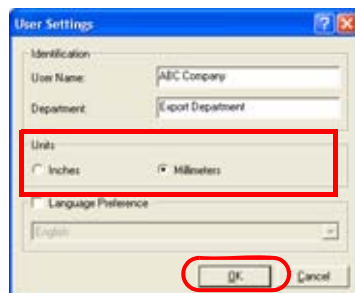 User Settings
Identification
User Name: ABC Company
Department: Export Department
Units
Inches Millimeters
Language Preference
English
OK Cancel